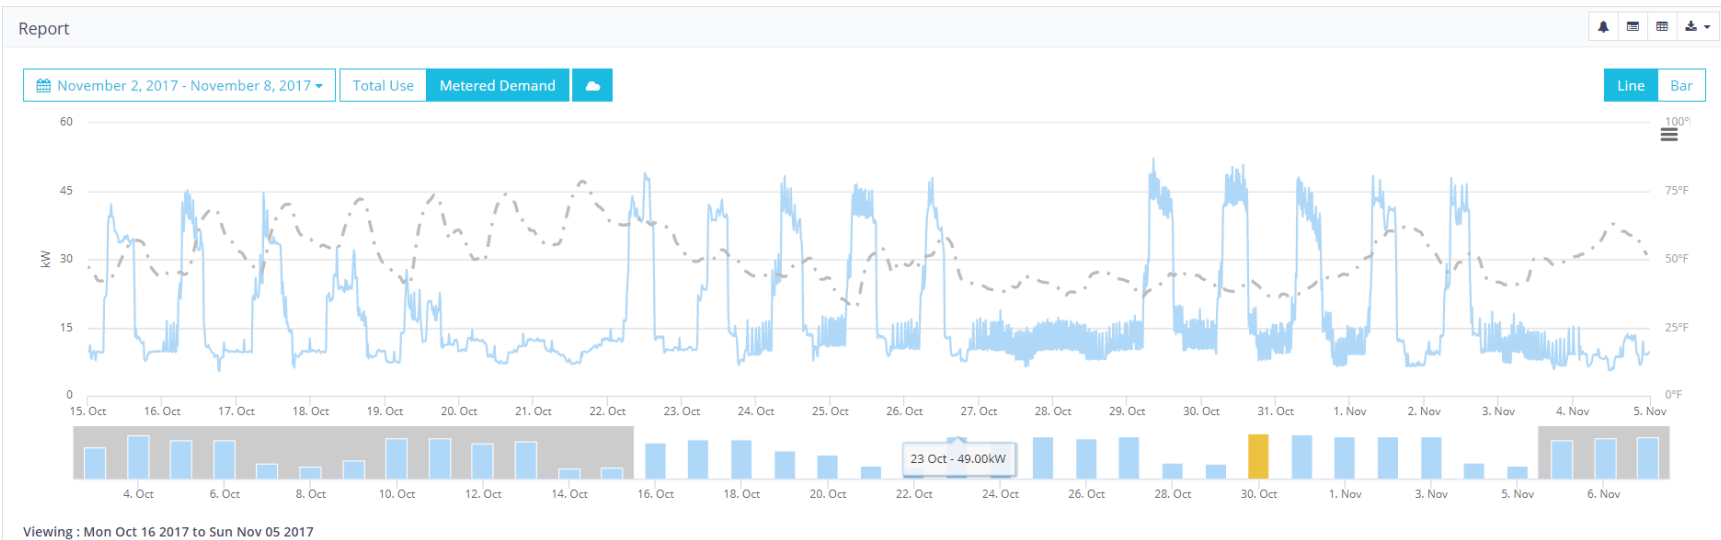 Report
November 2, 2017 - November 8, 2017 Total Use Metered Demand Line Bar
60 100°
45 75°F
kW
30 50°F
15 25°F
0 0°F
15. Oct 16. Oct 17. Oct 18. Oct 19. Oct 20. Oct 21. Oct 22. Oct 23. Oct 24. Oct 25. Oct 26. Oct 27. Oct 28. Oct 29. Oct 30. Oct 31. Oct 1. Nov 2. Nov 3. Nov 4. Nov 5. Nov
23 Oct - 49.00kW
4. Oct 6. Oct 8. Oct 10. Oct 12. Oct 14. Oct 16. Oct 18. Oct 20. Oct 22. Oct 24. Oct 26. Oct 28. Oct 30. Oct 1. Nov 3. Nov 5. Nov 6. Nov
Viewing : Mon Oct 16 2017 to Sun Nov 05 2017